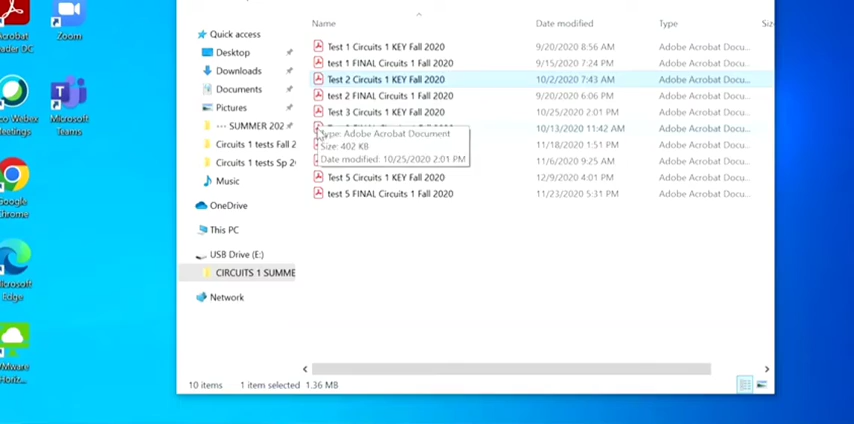 Acrobat
Reader DC
Zoom
Microsoft
Teams
Meetings
Google
Chrome
Microsoft
Edge
VMware
Horiz...
Quick access
Desktop
Downloads
Documents
Pictures
--- SUMMER 202
Circuits 1 tests Fall 2
Circuits 1 tests Sp 2
Music
OneDrive
This PC
USB Drive (E:)
CIRCUITS 1 SUMME
Network
Name Date modified Type Siz
Test 1 Circuits 1 KEY Fall 2020 9/20/2020 8:56 AM Adobe Acrobat Docu...
test 1 FINAL Circuits 1 Fall 2020 9/15/2020 7:24 PM Adobe Acrobat Docu...
Test 2 Circuits 1 KEY Fall 2020 10/2/2020 7:43 AM Adobe Acrobat Docu...
test 2 FINAL Circuits 1 Fall 2020 9/20/2020 6:06 PM Adobe Acrobat Docu...
Test 3 Circuits 1 KEY Fall 2020 10/25/2020 2:01 PM Adobe Acrobat Docu...
10/13/2020 11:42 AM Adobe Acrobat Docu...
Type: Adobe Acrobat Document
Size: 402 KB
11/18/2020 1:51 PM Adobe Acrobat Docu...
Date modified: 10/25/2020 2:01 PM
11/6/2020 9:25 AM Adobe Acrobat Docu...
Test 5 Circuits 1 KEY Fall 2020 12/9/2020 4:01 PM Adobe Acrobat Docu...
test 5 FINAL Circuits 1 Fall 2020 11/23/2020 5:31 PM Adobe Acrobat Docu...
10 items 1 item selected 1.36 MB